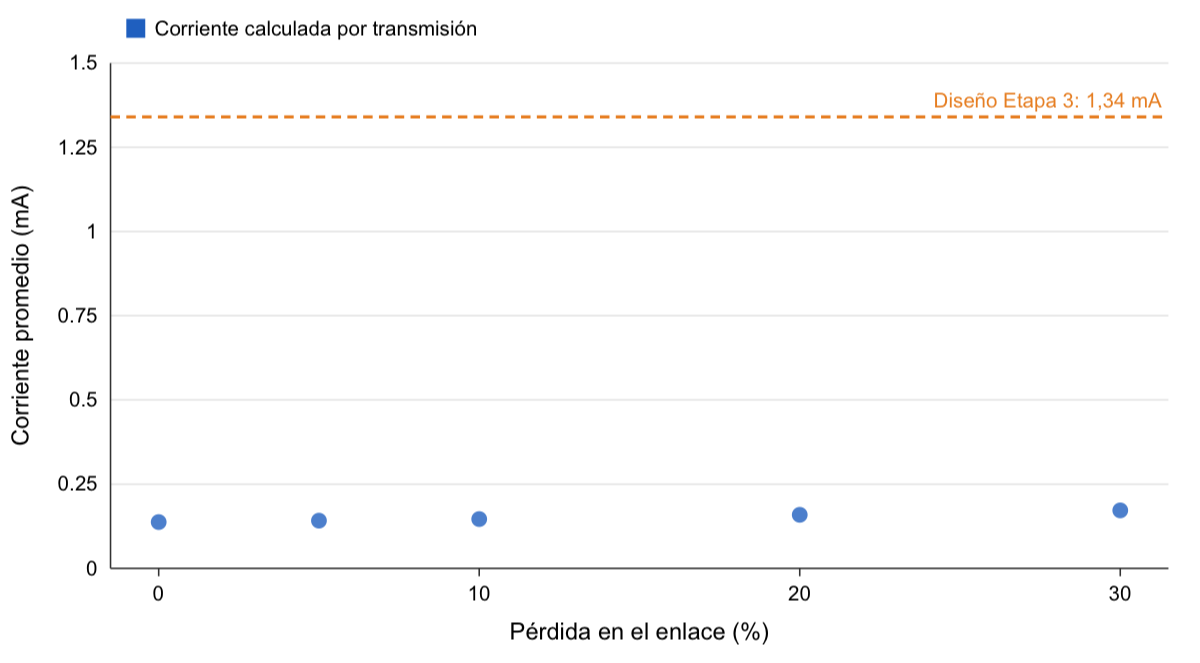 Corriente calculada por transmisión
1.5
Diseño Etapa 3: 1,34 mA
1.25
1
0.75
0.5
0.25
0
Corriente promedio (mA)
0
10
20
30
Pérdida en el enlace (%)